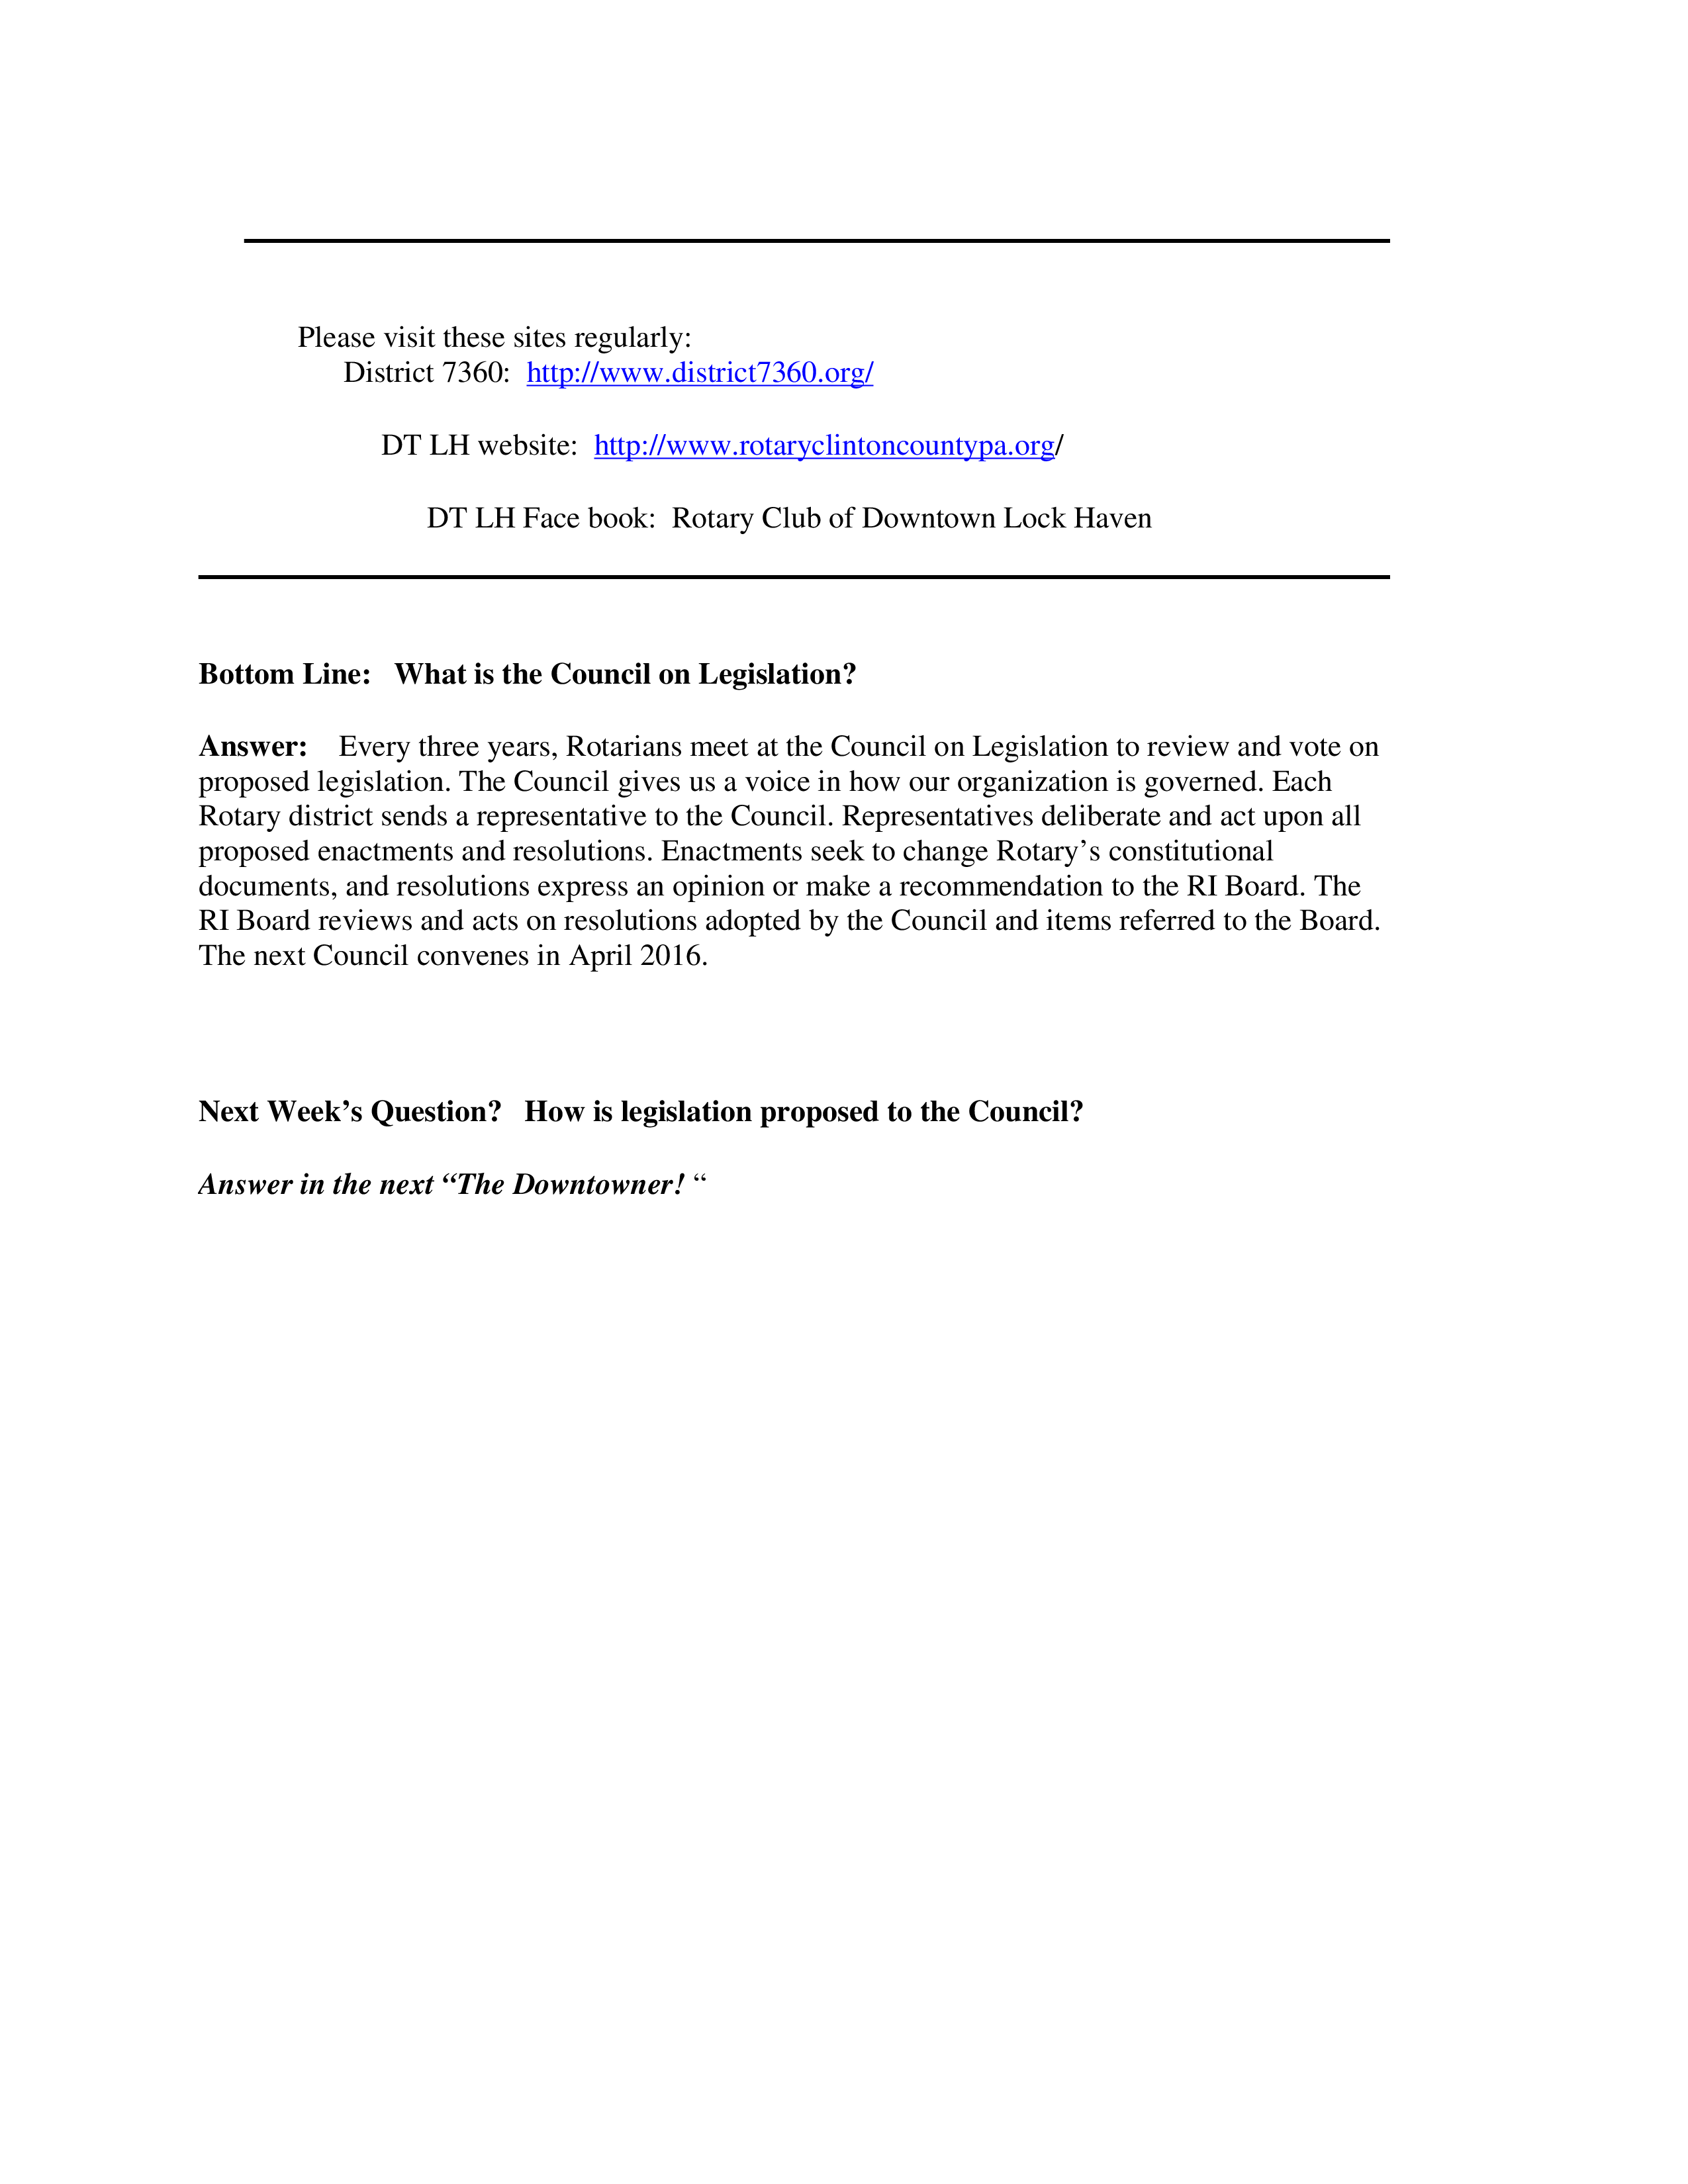 Please visit these sites regularly:
District 7360:  http://www.district7360.org/
DT LH website:  http://www.rotaryclintoncountypa.org/
DT LH Face book:  Rotary Club of Downtown Lock Haven
Bottom Line:   What is the Council on Legislation?
Answer:    Every three years, Rotarians meet at the Council on Legislation to review and vote on
proposed legislation. The Council gives us a voice in how our organization is governed. Each
Rotary district sends a representative to the Council. Representatives deliberate and act upon all
proposed enactments and resolutions. Enactments seek to change Rotary’s constitutional
documents, and resolutions express an opinion or make a recommendation to the RI Board. The
RI Board reviews and acts on resolutions adopted by the Council and items referred to the Board.
The next Council convenes in April 2016.
Next Week’s Question?   How is legislation proposed to the Council?
Answer in the next “The Downtowner! “